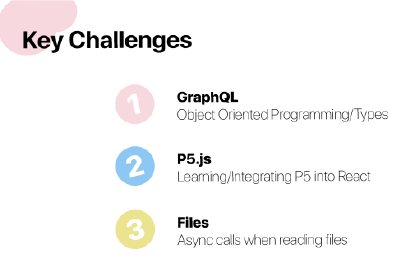 Key Challenges
1
GraphQL
Object Oriented Programming/Types
2
P5.js
Learning/Integrating P5 into React
3
Files
Async calls when reading files